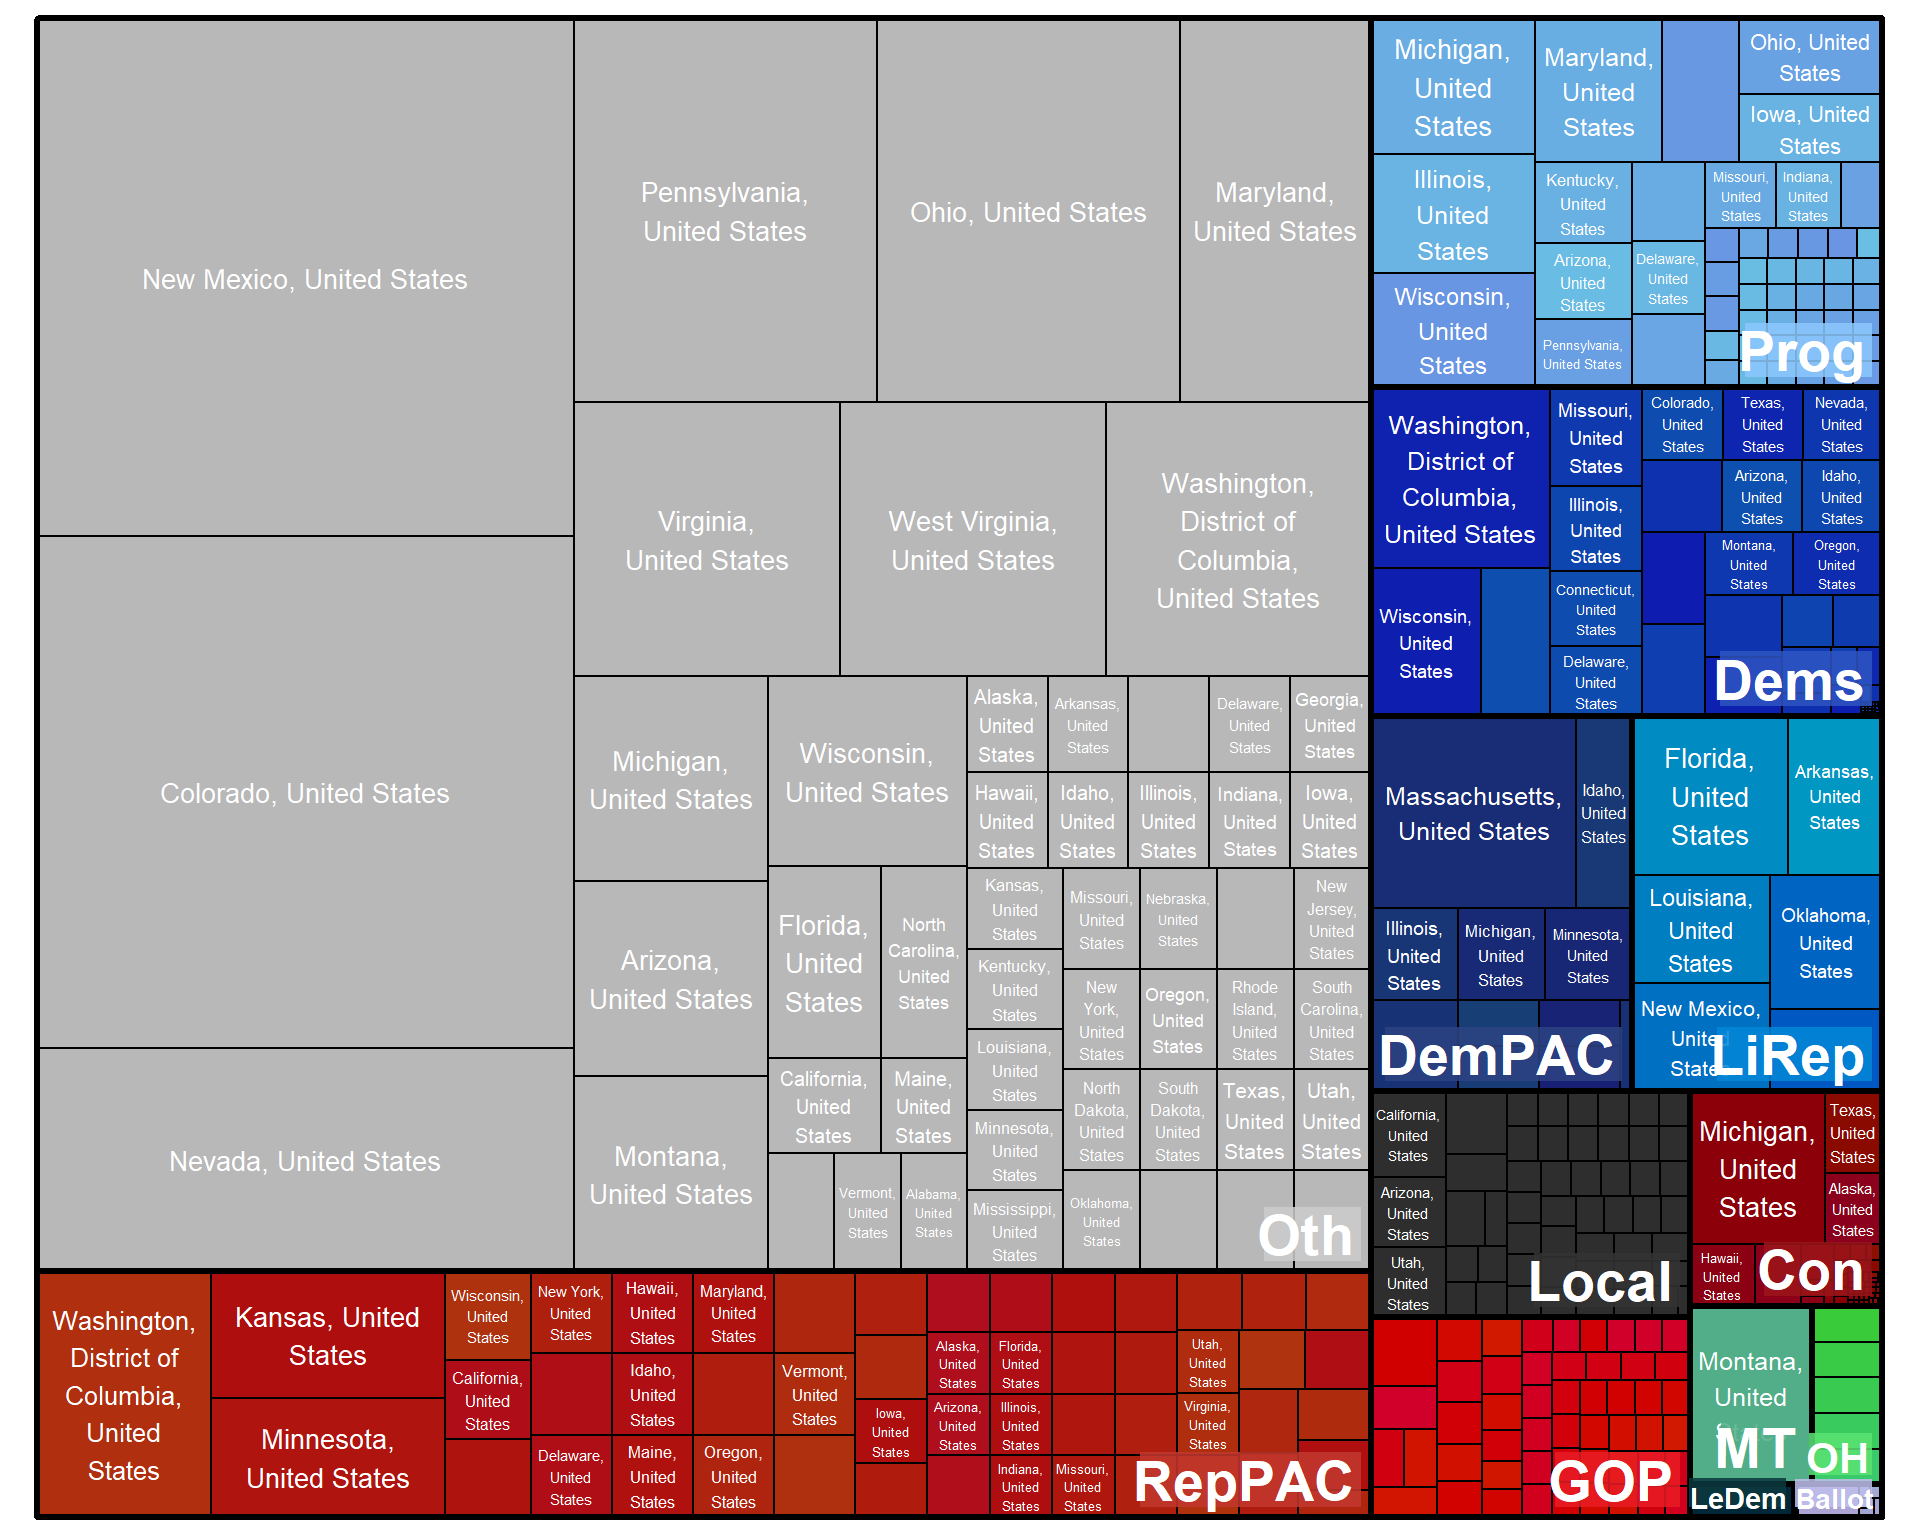 New Mexico, United States
Colorado, United States
Nevada, United States
Pennsylvania,
United States
Ohio, United States
Maryland,
United States
Virginia,
United States
West Virginia,
United States
Washington,
District of
Columbia,
United States
Michigan,
United States
Arizona,
United States
Montana,
United States
Wisconsin,
United States
Florida,
United
States
North
Carolina,
United
States
California,
United
States
Maine,
United
States
Vermont,
United
States
Alabama,
United
States
Alaska,
United
States
Arkansas,
United
States
Delaware,
United
States
Georgia,
United
States
Hawaii,
United
States
Idaho,
United
States
Illinois,
United
States
Indiana,
United
States
Iowa,
United
States
Kansas,
United
States
Kentucky,
United
States
Louisiana,
United
States
Minnesota,
United
States
Mississippi,
United
States
Missouri,
United
States
Nebraska,
United
States
New
Jersey,
United
States
New
York,
United
States
Oregon,
United
States
Rhode
Island,
United
States
South
Carolina,
United
States
North
Dakota,
United
States
South
Dakota,
United
States
Texas,
United
States
Utah,
United
States
Oklahoma,
United
States
Oth
Washington,
District of
Columbia,
United
States
Kansas, United
States
Minnesota,
United States
Wisconsin,
United
States
California,
United
States
New York,
United
States
Delaware,
United
States
Hawaii,
United
States
Idaho,
United
States
Maine,
United
States
Maryland,
United
States
Oregon,
United
States
Vermont,
United
States
Iowa,
United
States
Alaska,
United
States
Arizona,
United
States
Florida,
United
States
Illinois,
United
States
Indiana,
United
States
Missouri,
United
States
Utah,
United
States
Virginia,
United
States
RepPAC
Michigan,
United
States
Illinois,
United
States
Wisconsin,
United
States
Maryland,
United
States
Ohio, United
States
Iowa, United
States
Kentucky,
United
States
Arizona,
United
States
Pennsylvania,
United States
Delaware,
United
States
Missouri,
United
States
Indiana,
United
States
Prog
Washington,
District of
Columbia,
United States
Wisconsin,
United
States
Missouri,
United
States
Illinois,
United
States
Connecticut,
United
States
Delaware,
United
States
Colorado,
United
States
Texas,
United
States
Nevada,
United
States
Arizona,
United
States
Idaho,
United
States
Montana,
United
States
Oregon,
United
States
Dems
Massachusetts,
United States
Idaho,
United
States
Illinois,
United
States
Michigan,
United
States
Minnesota,
United
States
DemPAC
Florida,
United
States
Arkansas,
United
States
Louisiana,
United
States
Oklahoma,
United
States
New Mexico,
United
States
LiRep
California,
United
States
Arizona,
United
States
Utah,
United
States
Local
Michigan,
United
States
Texas,
United
States
Alaska,
United
States
Hawaii,
United
States
Con
GOP
Montana,
United
MT
OH
LeDem
Ballot